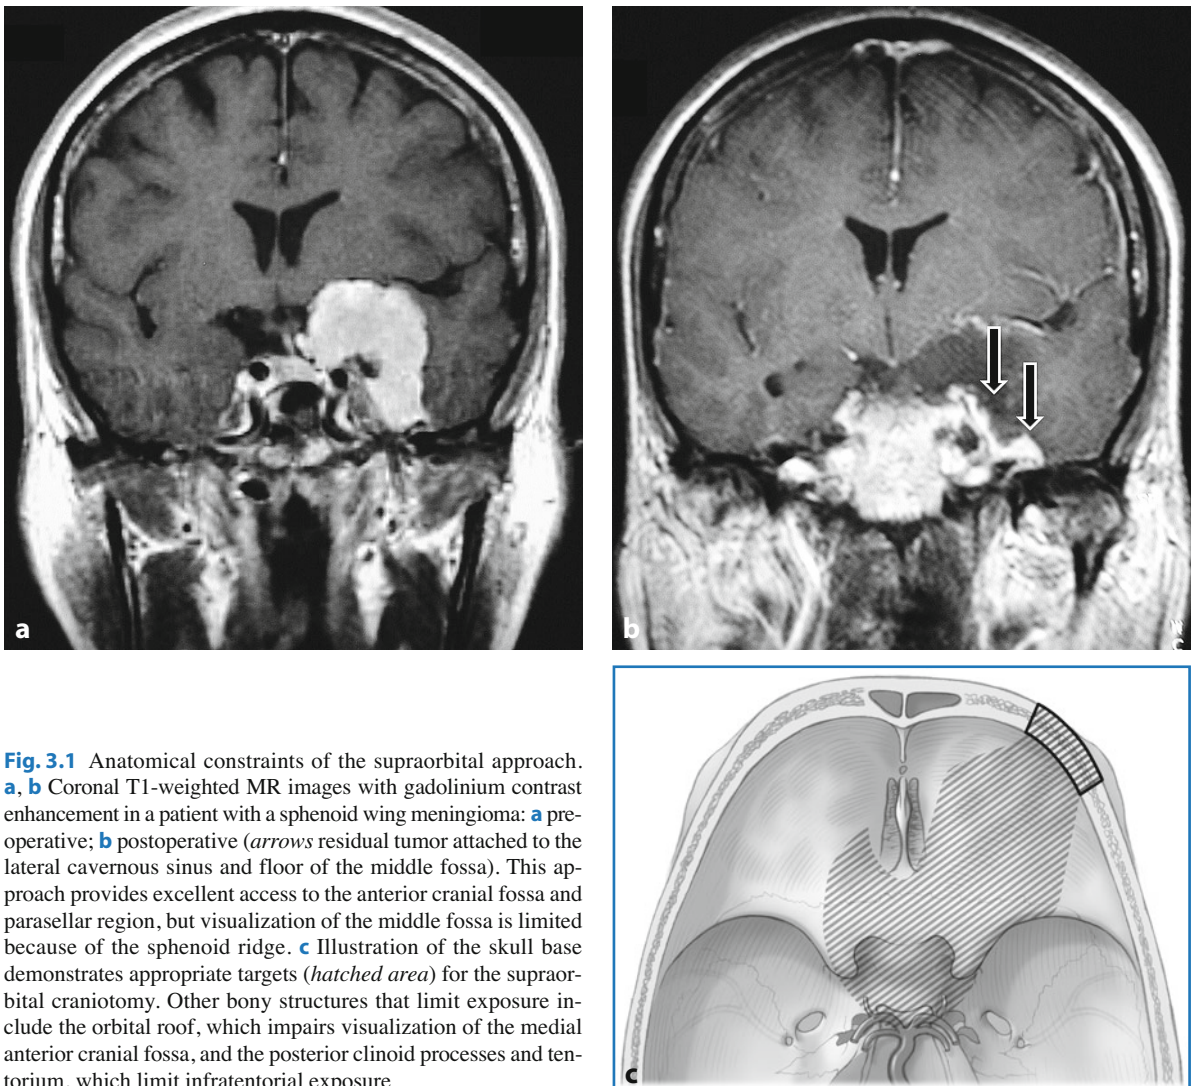 a
b
Fig. 3.1 Anatomical constraints of the supraorbital approach.
a, b Coronal T1-weighted MR images with gadolinium contrast
enhancement in a patient with a sphenoid wing meningioma: a pre-
operative; b postoperative (arrows residual tumor attached to the
lateral cavernous sinus and floor of the middle fossa). This ap-
proach provides excellent access to the anterior cranial fossa and
parasellar region, but visualization of the middle fossa is limited
because of the sphenoid ridge. c Illustration of the skull base
demonstrates appropriate targets (hatched area) for the supraor-
bital craniotomy. Other bony structures that limit exposure in-
clude the orbital roof, which impairs visualization of the medial
anterior cranial fossa, and the posterior clinoid processes and ten-
torium, which limit infratentorial exposure
c